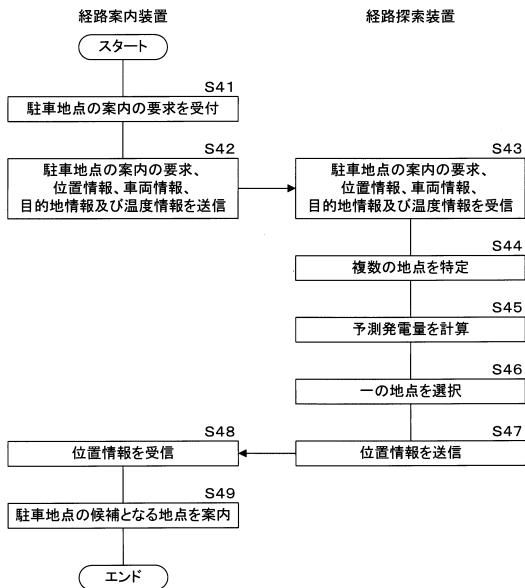 経路案内装置
経路探索装置
スタート
S41
駐車地点の案内の要求を受付
S42
駐車地点の案内の要求、
位置情報、車両情報、
目的地情報及び温度情報を送信
S43
駐車地点の案内の要求、
位置情報、車両情報、
目的地情報及び温度情報を受信
S44
複数の地点を特定
S45
予測発電量を計算
S46
一の地点を選択
S47
位置情報を送信
S48
位置情報を受信
S49
駐車地点の候補となる地点を案内
エンド